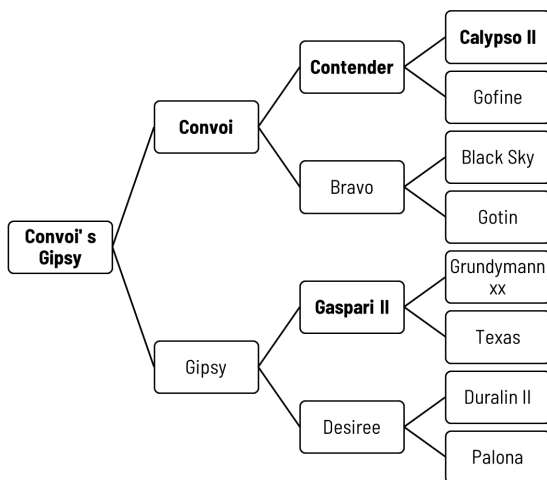 Calypso II
Contender
Gofine
Convoi
Black Sky
Bravo
Gotin
Convoi' s
Gipsy
Grundymann
xx
Gaspari II
Texas
Gipsy
Duralin II
Desiree
Palona